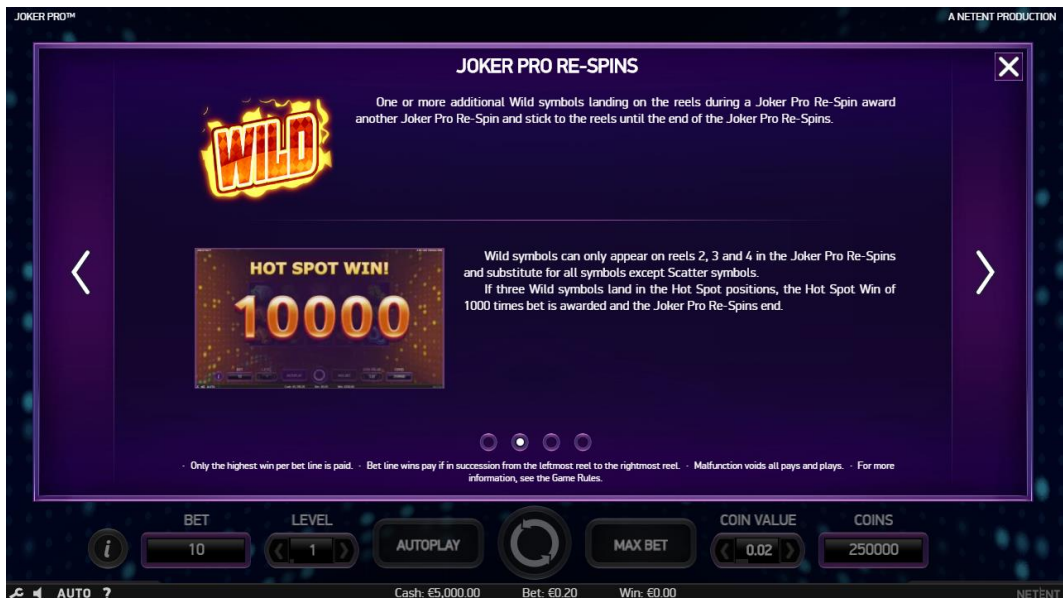 JOKER PRO™
A NETENT PRODUCTION
JOKER PRO RE-SPINS
WILD
One or more additional Wild symbols landing on the reels during a Joker Pro Re-Spin award
another Joker Pro Re-Spin and stick to the reels until the end of the Joker Pro Re-Spins.
HOT SPOT WIN!
10000
Wild symbols can only appear on reels 2, 3 and 4 in the Joker Pro Re-Spins
and substitute for all symbols except Scatter symbols.
If three Wild symbols land in the Hot Spot positions, the Hot Spot Win of
1000 times bet is awarded and the Joker Pro Re-Spins end.
· Only the highest win per bet line is paid. · Bet line wins pay if in succession from the leftmost reel to the rightmost reel. · Malfunction voids all pays and plays. · For more
information, see the Game Rules.
BET LEVEL COIN VALUE COINS
i 10 1 AUTOPLAY MAX BET 0.02 250000
AUTO ? Cash: €5,000.00 Bet: €0.20 Win: €0.00 NETENT